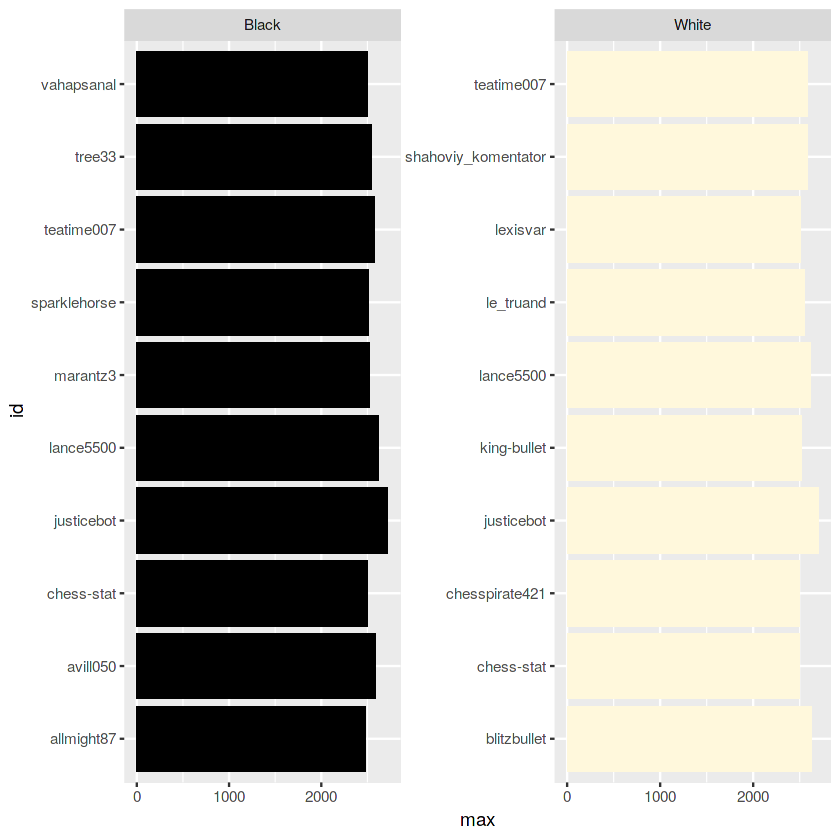 Black
White
vahapsanal
tree33
teatime007
sparklehorse
marantz3
lance5500
justicebot
chess-stat
avill050
allmight87
teatime007
shahoviy_komentator
lexisvar
le_truand
lance5500
king-bullet
justicebot
chesspirate421
chess-stat
blitzbullet
id
0 1000 2000
0 1000 2000
max